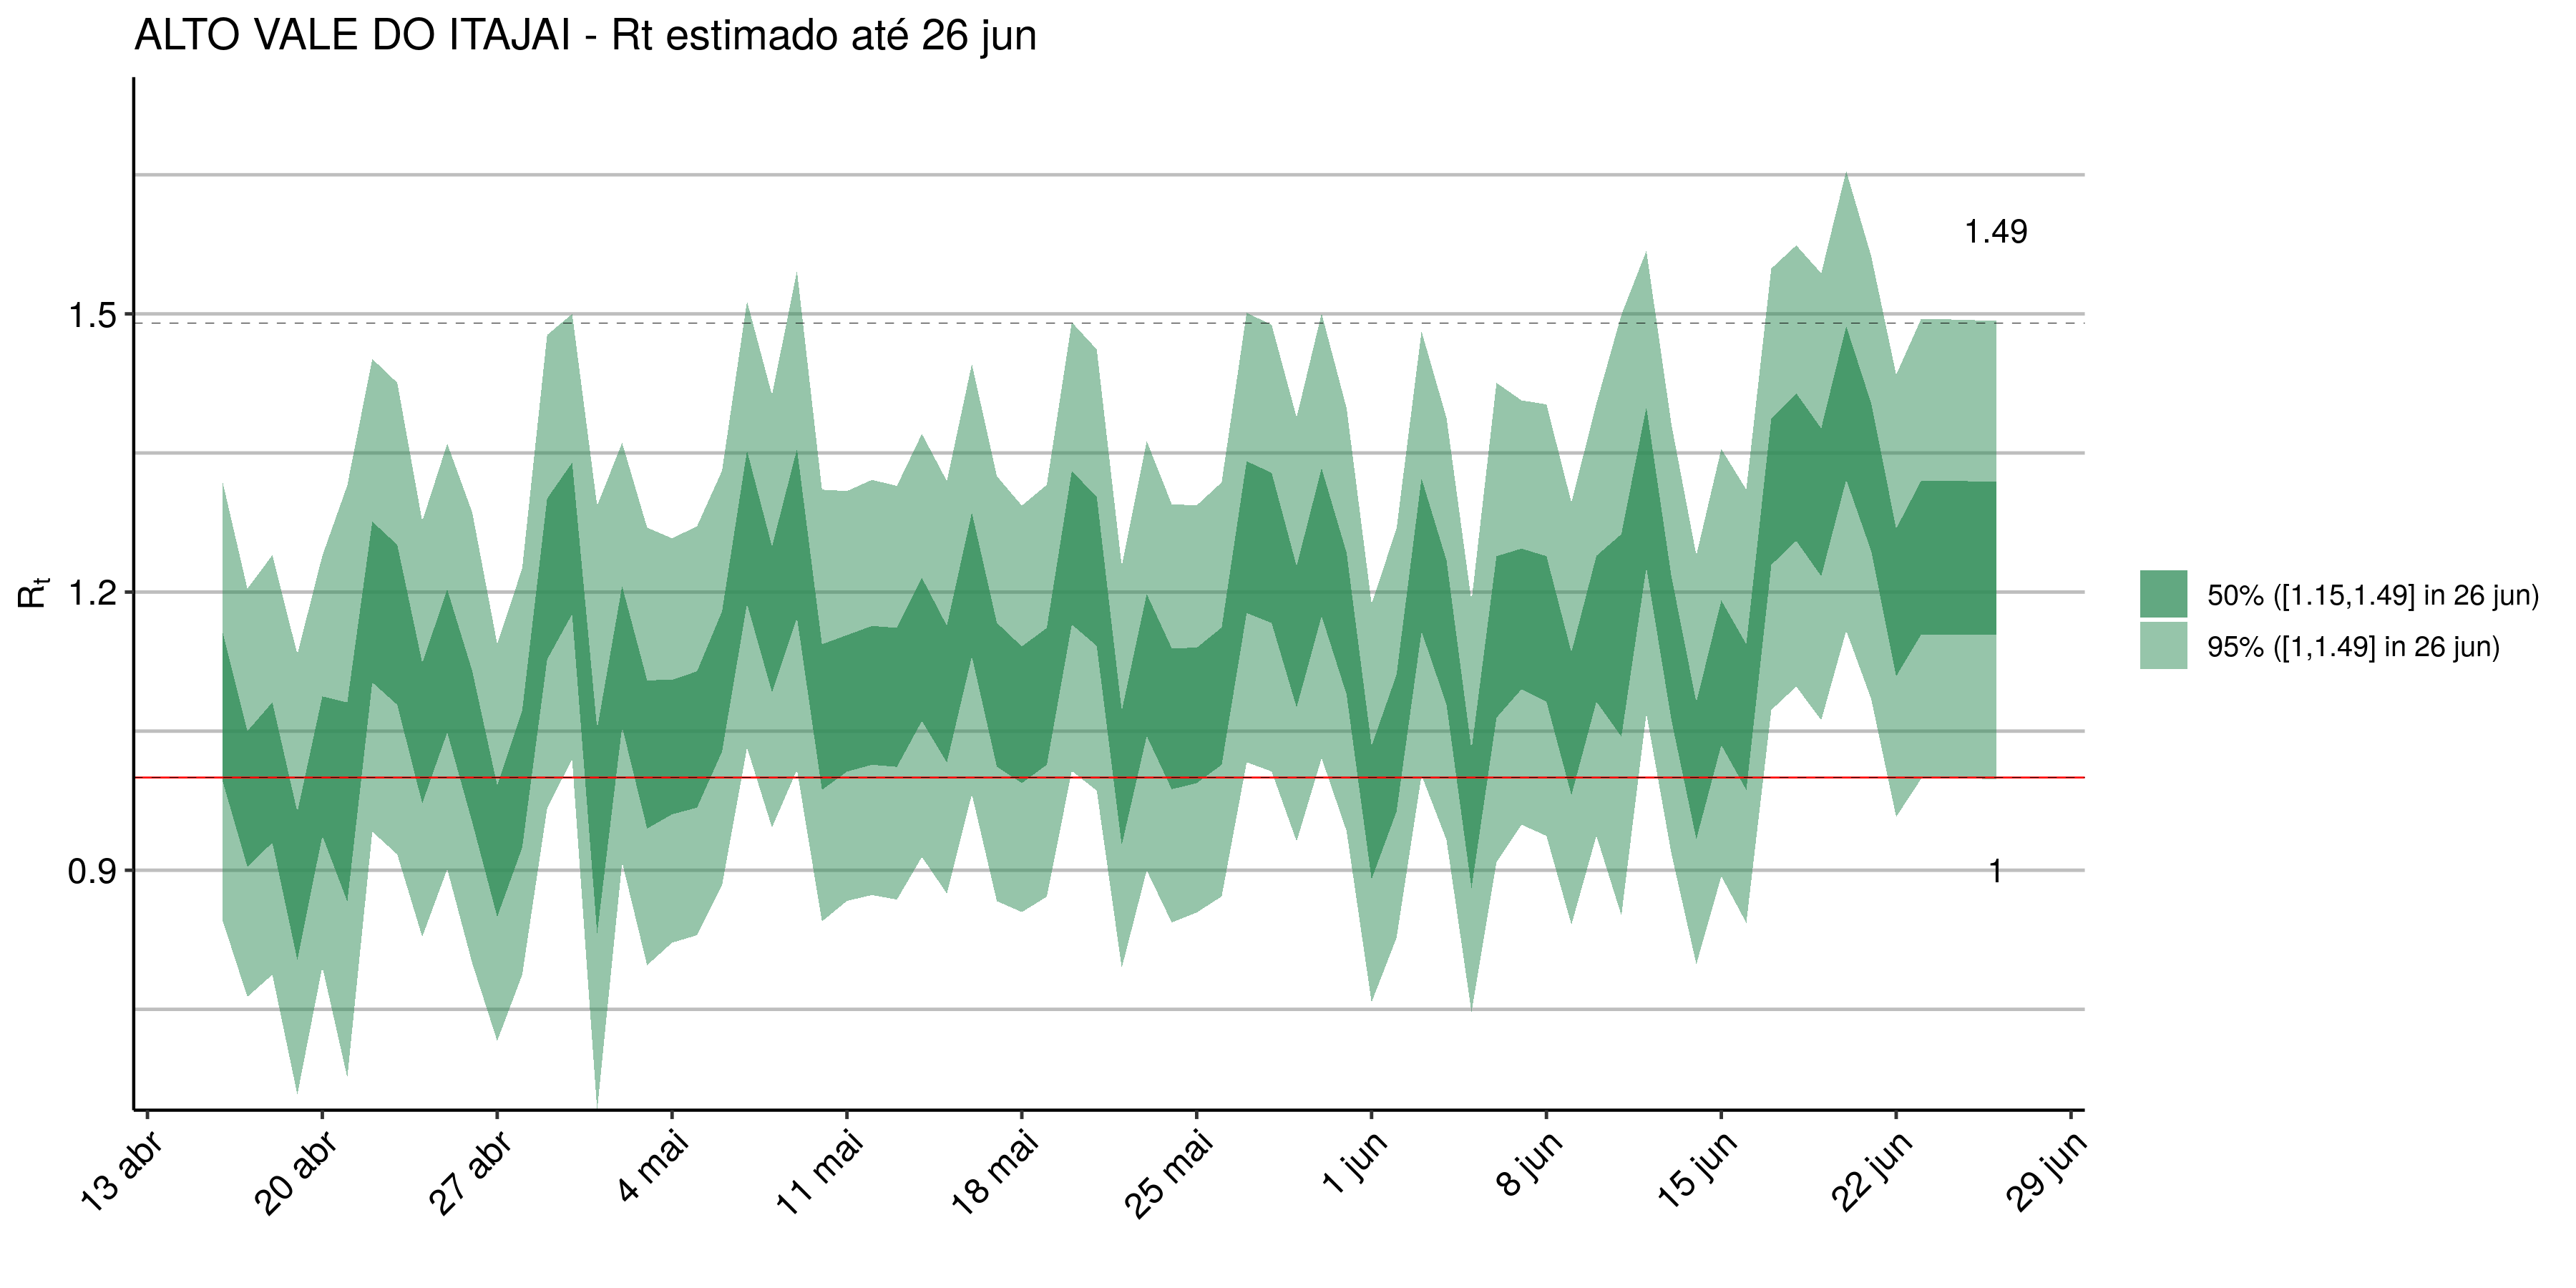 ALTO VALE DO ITAJAI - Rt estimado até 26 jun
1.49
1.5
Rt
1.2
50% ([1.15,1.49] in 26 jun)
95% ([1,1.49] in 26 jun)
0.9
1
13 abr
20 abr
27 abr
4 mai
11 mai
18 mai
25 mai
1 jun
8 jun
15 jun
22 jun
29 jun